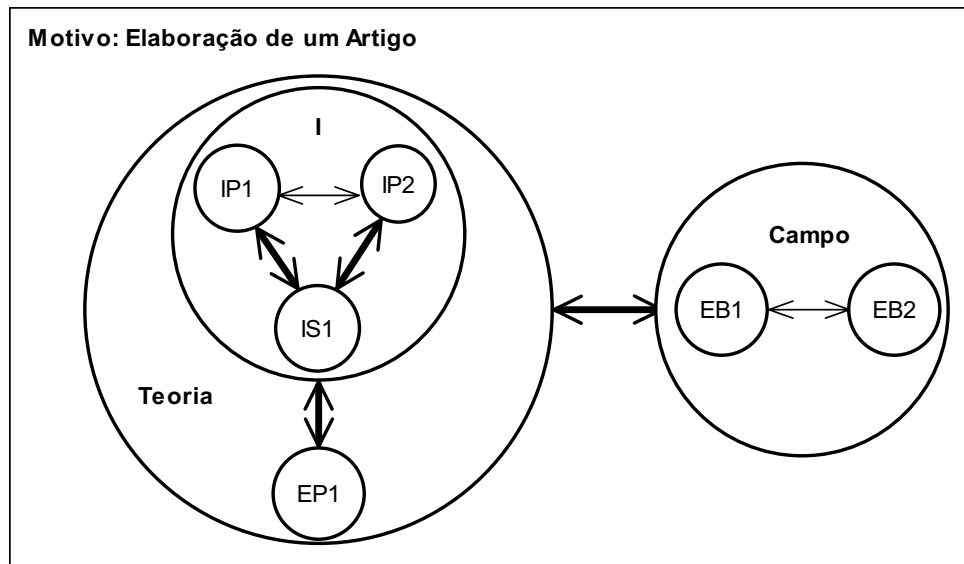 Motivo: Elaboração de um Artigo
I
IP1
IP2
IS1
Campo
EB1
EB2
Teoria
EP1